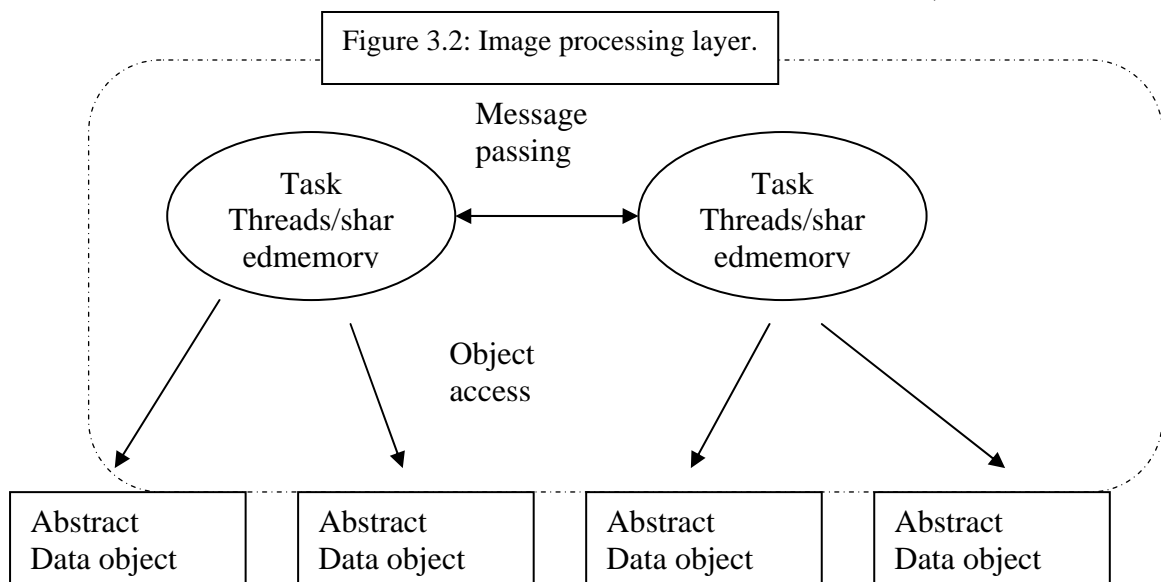 Figure 3.2: Image processing layer.
Message
passing
Task
Threads/shar
edmemory
Task
Threads/shar
edmemory
Object
access
Abstract
Data object
Abstract
Data object
Abstract
Data object
Abstract
Data object